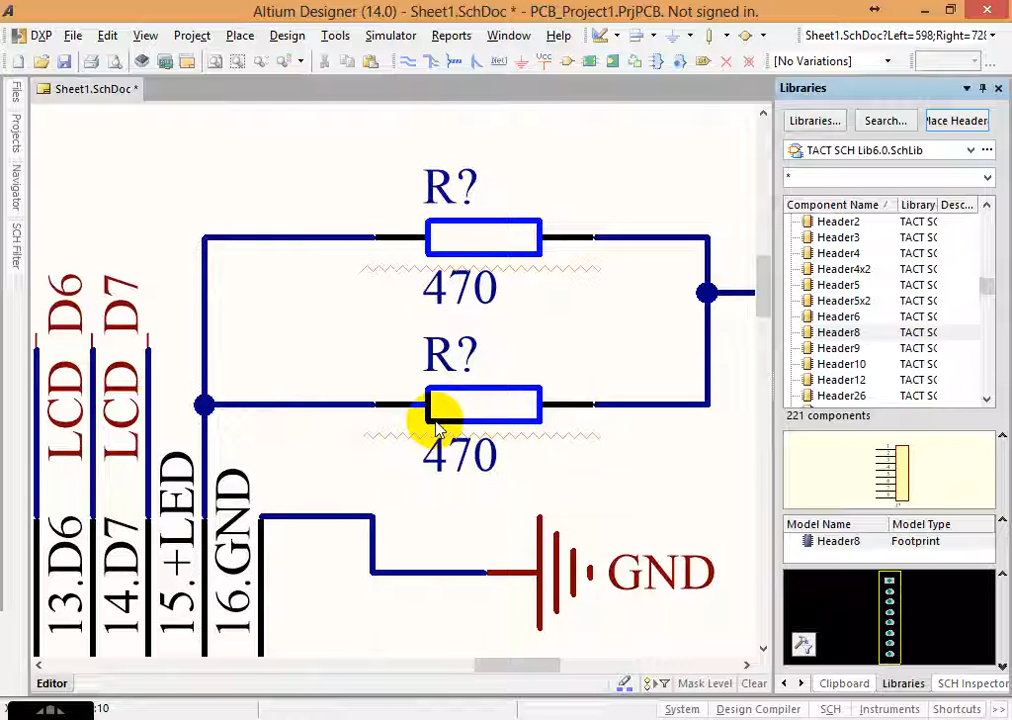 Altium Designer (14.0) - Sheet1.SchDoc * - PCB_Project1.PrjPCB. Not signed in.
DXP File Edit View Project Place Design Tools Simulator Reports Window Help Sheet1.SchDoc?Left=598;Right=728
[No Variations]
Sheet1.SchDoc *
Files
Projects
Navigator
SCH Filter
R?
470
R?
470
LCD D6
LCD D7
13.D6
14.D7
15.+LED
16.GND
GND
Libraries
Libraries... Search... Place Header
TACT SCH Lib6.0.SchLib
*
Component Name Library Desc...
Header2 TACT SC
Header3 TACT SC
Header4 TACT SC
Header4x2 TACT SC
Header5 TACT SC
Header5x2 TACT SC
Header6 TACT SC
Header8 TACT SC
Header9 TACT SC
Header10 TACT SC
Header12 TACT SC
Header26 TACT SC
221 components
Model Name Model Type
Header8 Footprint
Editor
Mask Level Clear
Clipboard Libraries SCH Inspector
:10
System Design Compiler SCH Instruments Shortcuts >>